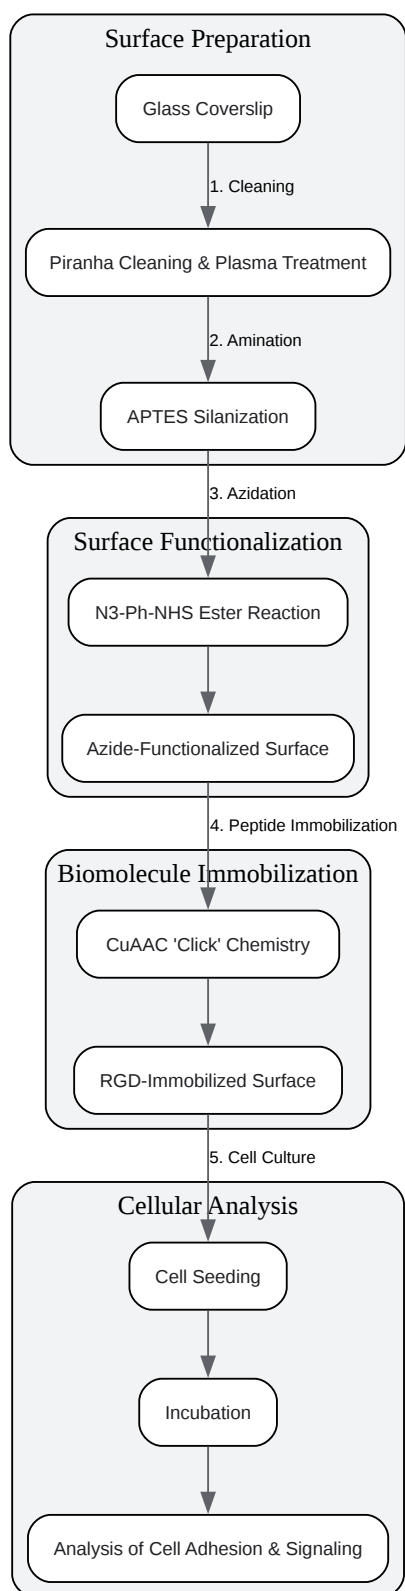 Surface Preparation
Glass Coverslip
1. Cleaning
Piranha Cleaning & Plasma Treatment
2. Amination
APTES Silanization
3. Azidation
Surface Functionalization
N3-Ph-NHS Ester Reaction
Azide-Functionalized Surface
4. Peptide Immobilization
Biomolecule Immobilization
CuAAC 'Click' Chemistry
RGD-Immobilized Surface
5. Cell Culture
Cellular Analysis
Cell Seeding
Incubation
Analysis of Cell Adhesion & Signaling